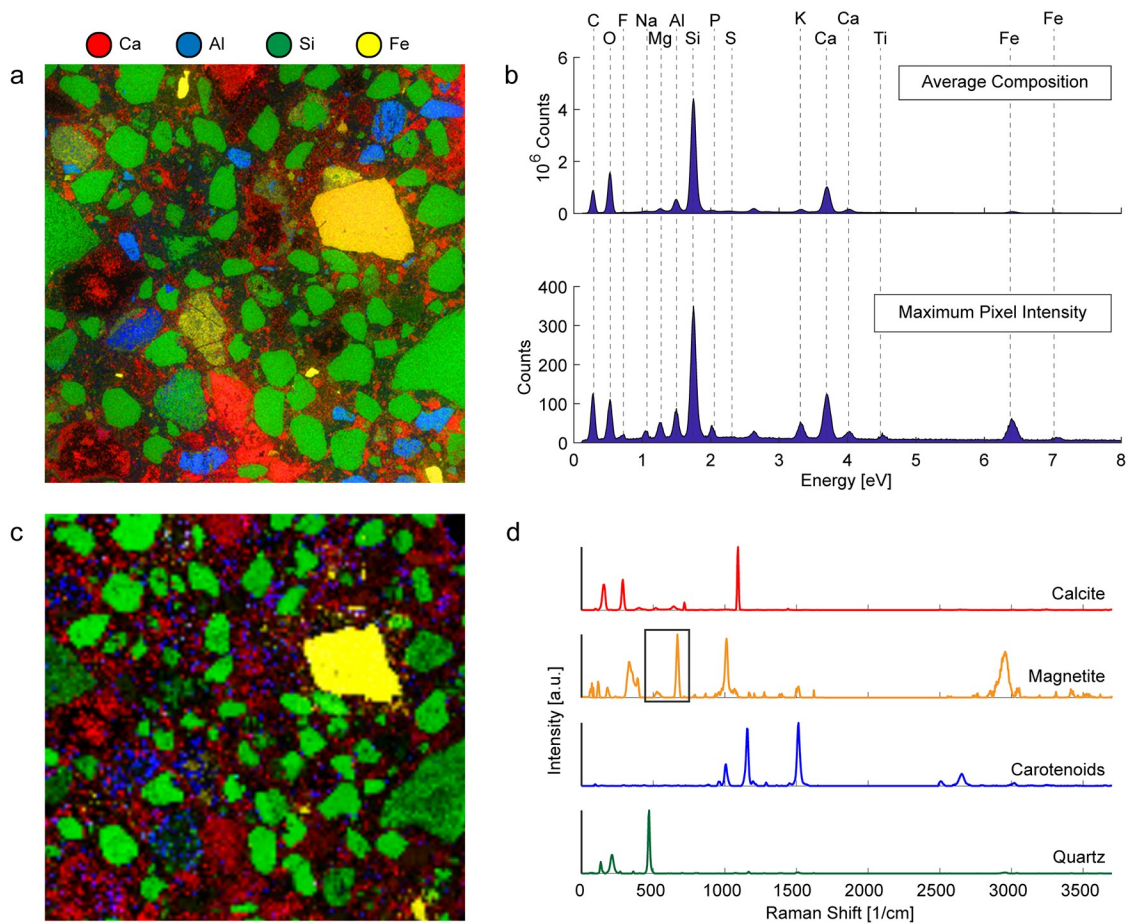 Ca Al Si Fe
a
b
C F Na Al P K Ca Fe
O Mg Si S Ca Ti Fe
Average Composition
10⁶ Counts
6
4
2
0
Maximum Pixel Intensity
Counts
400
300
200
100
0
0 1 2 3 4 5 6 7 8
Energy [eV]
c
d
Calcite
Magnetite
Carotenoids
Quartz
Intensity [a.u.]
0 500 1000 1500 2000 2500 3000 3500
Raman Shift [1/cm]